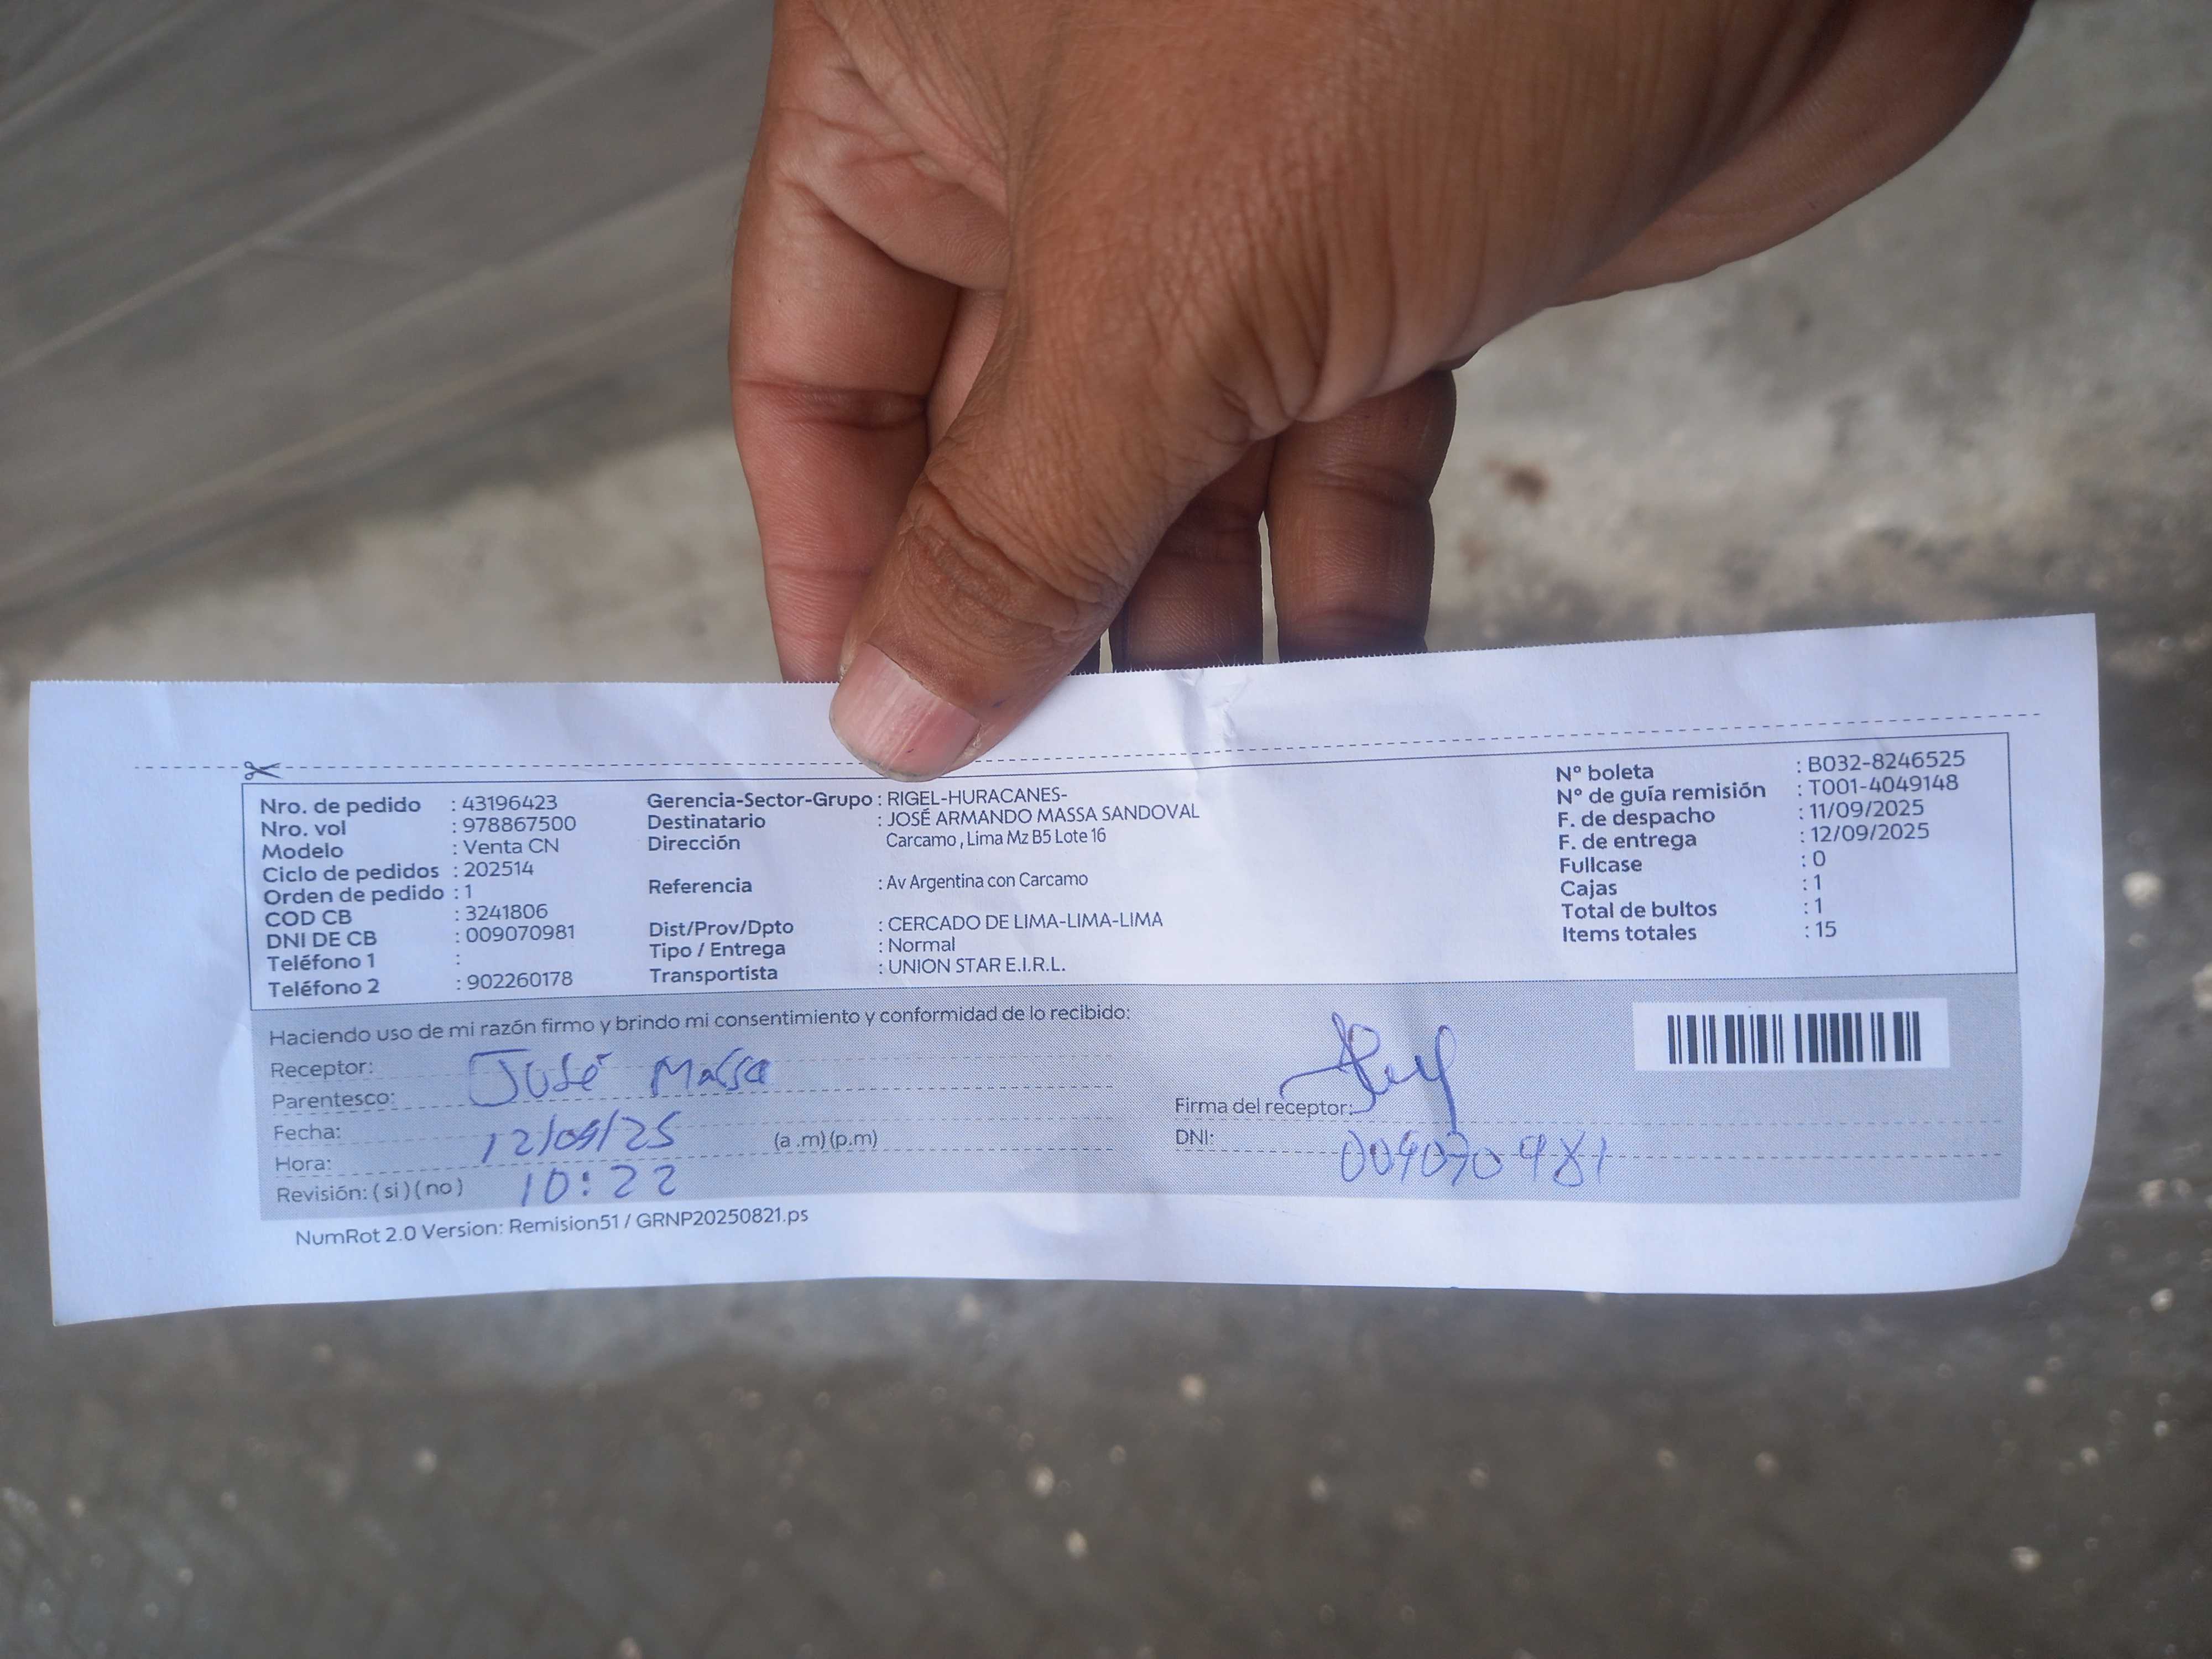 Nro. de pedido : 43196423
Nro. vol : 978867500
Modelo : Venta CN
Ciclo de pedidos : 202514
Orden de pedido : 1
COD CB : 3241806
DNI DE CB : 009070981
Teléfono 1 :
Teléfono 2 : 902260178
Gerencia-Sector-Grupo : RIGEL-HURACANES-
Destinatario : JOSÉ ARMANDO MASSA SANDOVAL
Dirección Carcamo , Lima Mz B5 Lote 16
Referencia : Av Argentina con Carcamo
Dist/Prov/Dpto : CERCADO DE LIMA-LIMA-LIMA
Tipo / Entrega : Normal
Transportista : UNION STAR E.I.R.L.
N° boleta : B032-8246525
N° de guía remisión : T001-4049148
F. de despacho : 11/09/2025
F. de entrega : 12/09/2025
Fullcase : 0
Cajas : 1
Total de bultos : 1
Items totales : 15
Haciendo uso de mi razón firmo y brindo mi consentimiento y conformidad de lo recibido:
Receptor: José Massa
Parentesco:
Fecha: 12/09/25
Hora: 10:22 (a .m) (p.m)
Revisión: ( si ) ( no )
Firma del receptor:
DNI: 009070981
NumRot 2.0 Version: Remision51 / GRNP20250821.ps